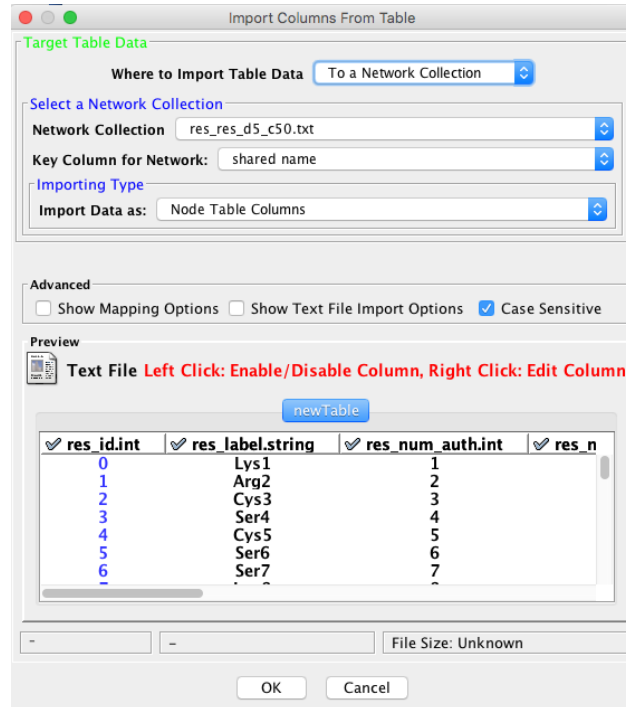 Import Columns From Table
Target Table Data
Where to Import Table Data To a Network Collection
Select a Network Collection
Network Collection res_res_d5_c50.txt
Key Column for Network: shared name
Importing Type
Import Data as: Node Table Columns
Advanced
Show Mapping Options Show Text File Import Options Case Sensitive
Preview
Text File Left Click: Enable/Disable Column, Right Click: Edit Column
newTable
res_id.int res_label.string res_num_auth.int res_n
0 Lys1 1
1 Arg2 2
2 Cys3 3
3 Ser4 4
4 Cys5 5
5 Ser6 6
6 Ser7 7
- – File Size: Unknown
OK Cancel